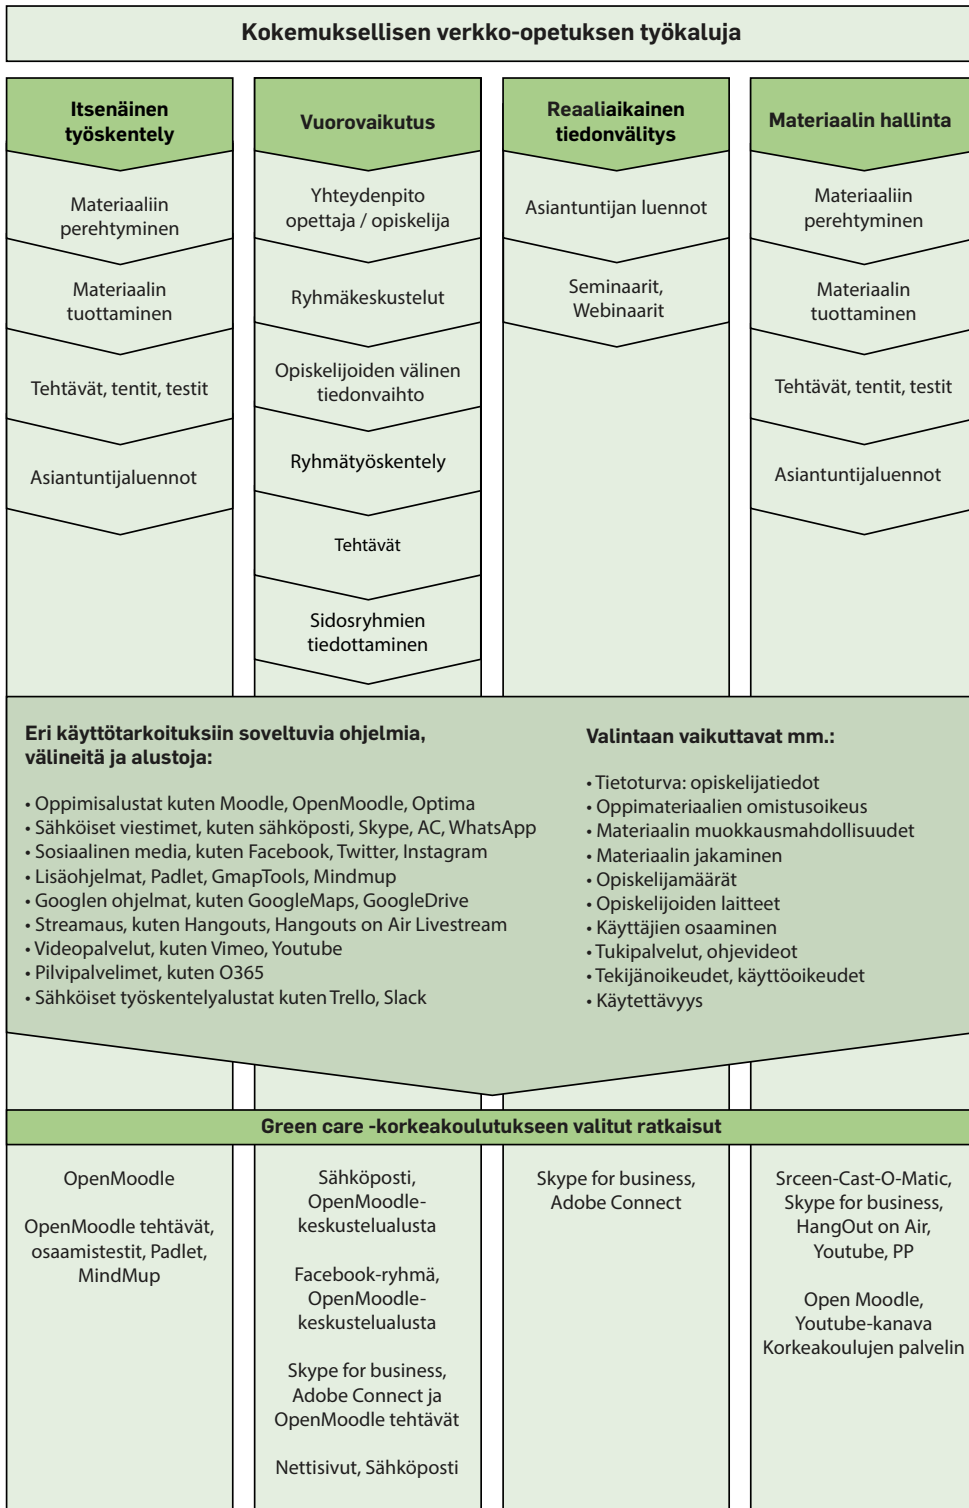 Kokemuksellisen verkko-opetuksen työkaluja
Itsenäinen
työskentely
Materiaaliin
perehtyminen
Materiaalin
tuottaminen
Tehtävät, tentit, testit
Asiantuntijaluennot
Vuorovaikutus
Yhteydenpito
opettaja / opiskelija
Ryhmäkeskustelut
Opiskelijoiden välinen
tiedonvaihto
Ryhmätyöskentely
Tehtävät
Sidosryhmien
tiedottaminen
Reaaliaikainen
tiedonvälitys
Asiantuntijan luennot
Seminaarit,
Webinaarit
Materiaalin hallinta
Materiaaliin
perehtyminen
Materiaalin
tuottaminen
Tehtävät, tentit, testit
Asiantuntijaluennot
Eri käyttötarkoituksiin soveltuvia ohjelmia,
välineitä ja alustoja:
• Oppimisalustat kuten Moodle, OpenMoodle, Optima
• Sähköiset viestimet, kuten sähköposti, Skype, AC, WhatsApp
• Sosiaalinen media, kuten Facebook, Twitter, Instagram
• Lisäohjelmat, Padlet, GmapTools, Mindmup
• Googlen ohjelmat, kuten GoogleMaps, GoogleDrive
• Streamaus, kuten Hangouts, Hangouts on Air Livestream
• Videopalvelut, kuten Vimeo, Youtube
• Pilvipalvelimet, kuten O365
• Sähköiset työskentelyalustat kuten Trello, Slack
Valintaan vaikuttavat mm.:
• Tietoturva: opiskelijatiedot
• Oppimateriaalien omistusoikeus
• Materiaalin muokkausmahdollisuudet
• Materiaalin jakaminen
• Opiskelijamäärät
• Opiskelijoiden laitteet
• Käyttäjien osaaminen
• Tukipalvelut, ohjevideot
• Tekijänoikeudet, käyttöoikeudet
• Käytettävyys
Green care -korkeakoulutukseen valitut ratkaisut
OpenMoodle
OpenMoodle tehtävät,
osaamistestit, Padlet,
MindMup
Sähköposti,
OpenMoodle-
keskustelualusta
Facebook-ryhmä,
OpenMoodle-
keskustelualusta
Skype for business,
Adobe Connect ja
OpenMoodle tehtävät
Nettisivut, Sähköposti
Skype for business,
Adobe Connect
Srceen-Cast-O-Matic,
Skype for business,
HangOut on Air,
Youtube, PP
Open Moodle,
Youtube-kanava
Korkeakoulujen palvelin